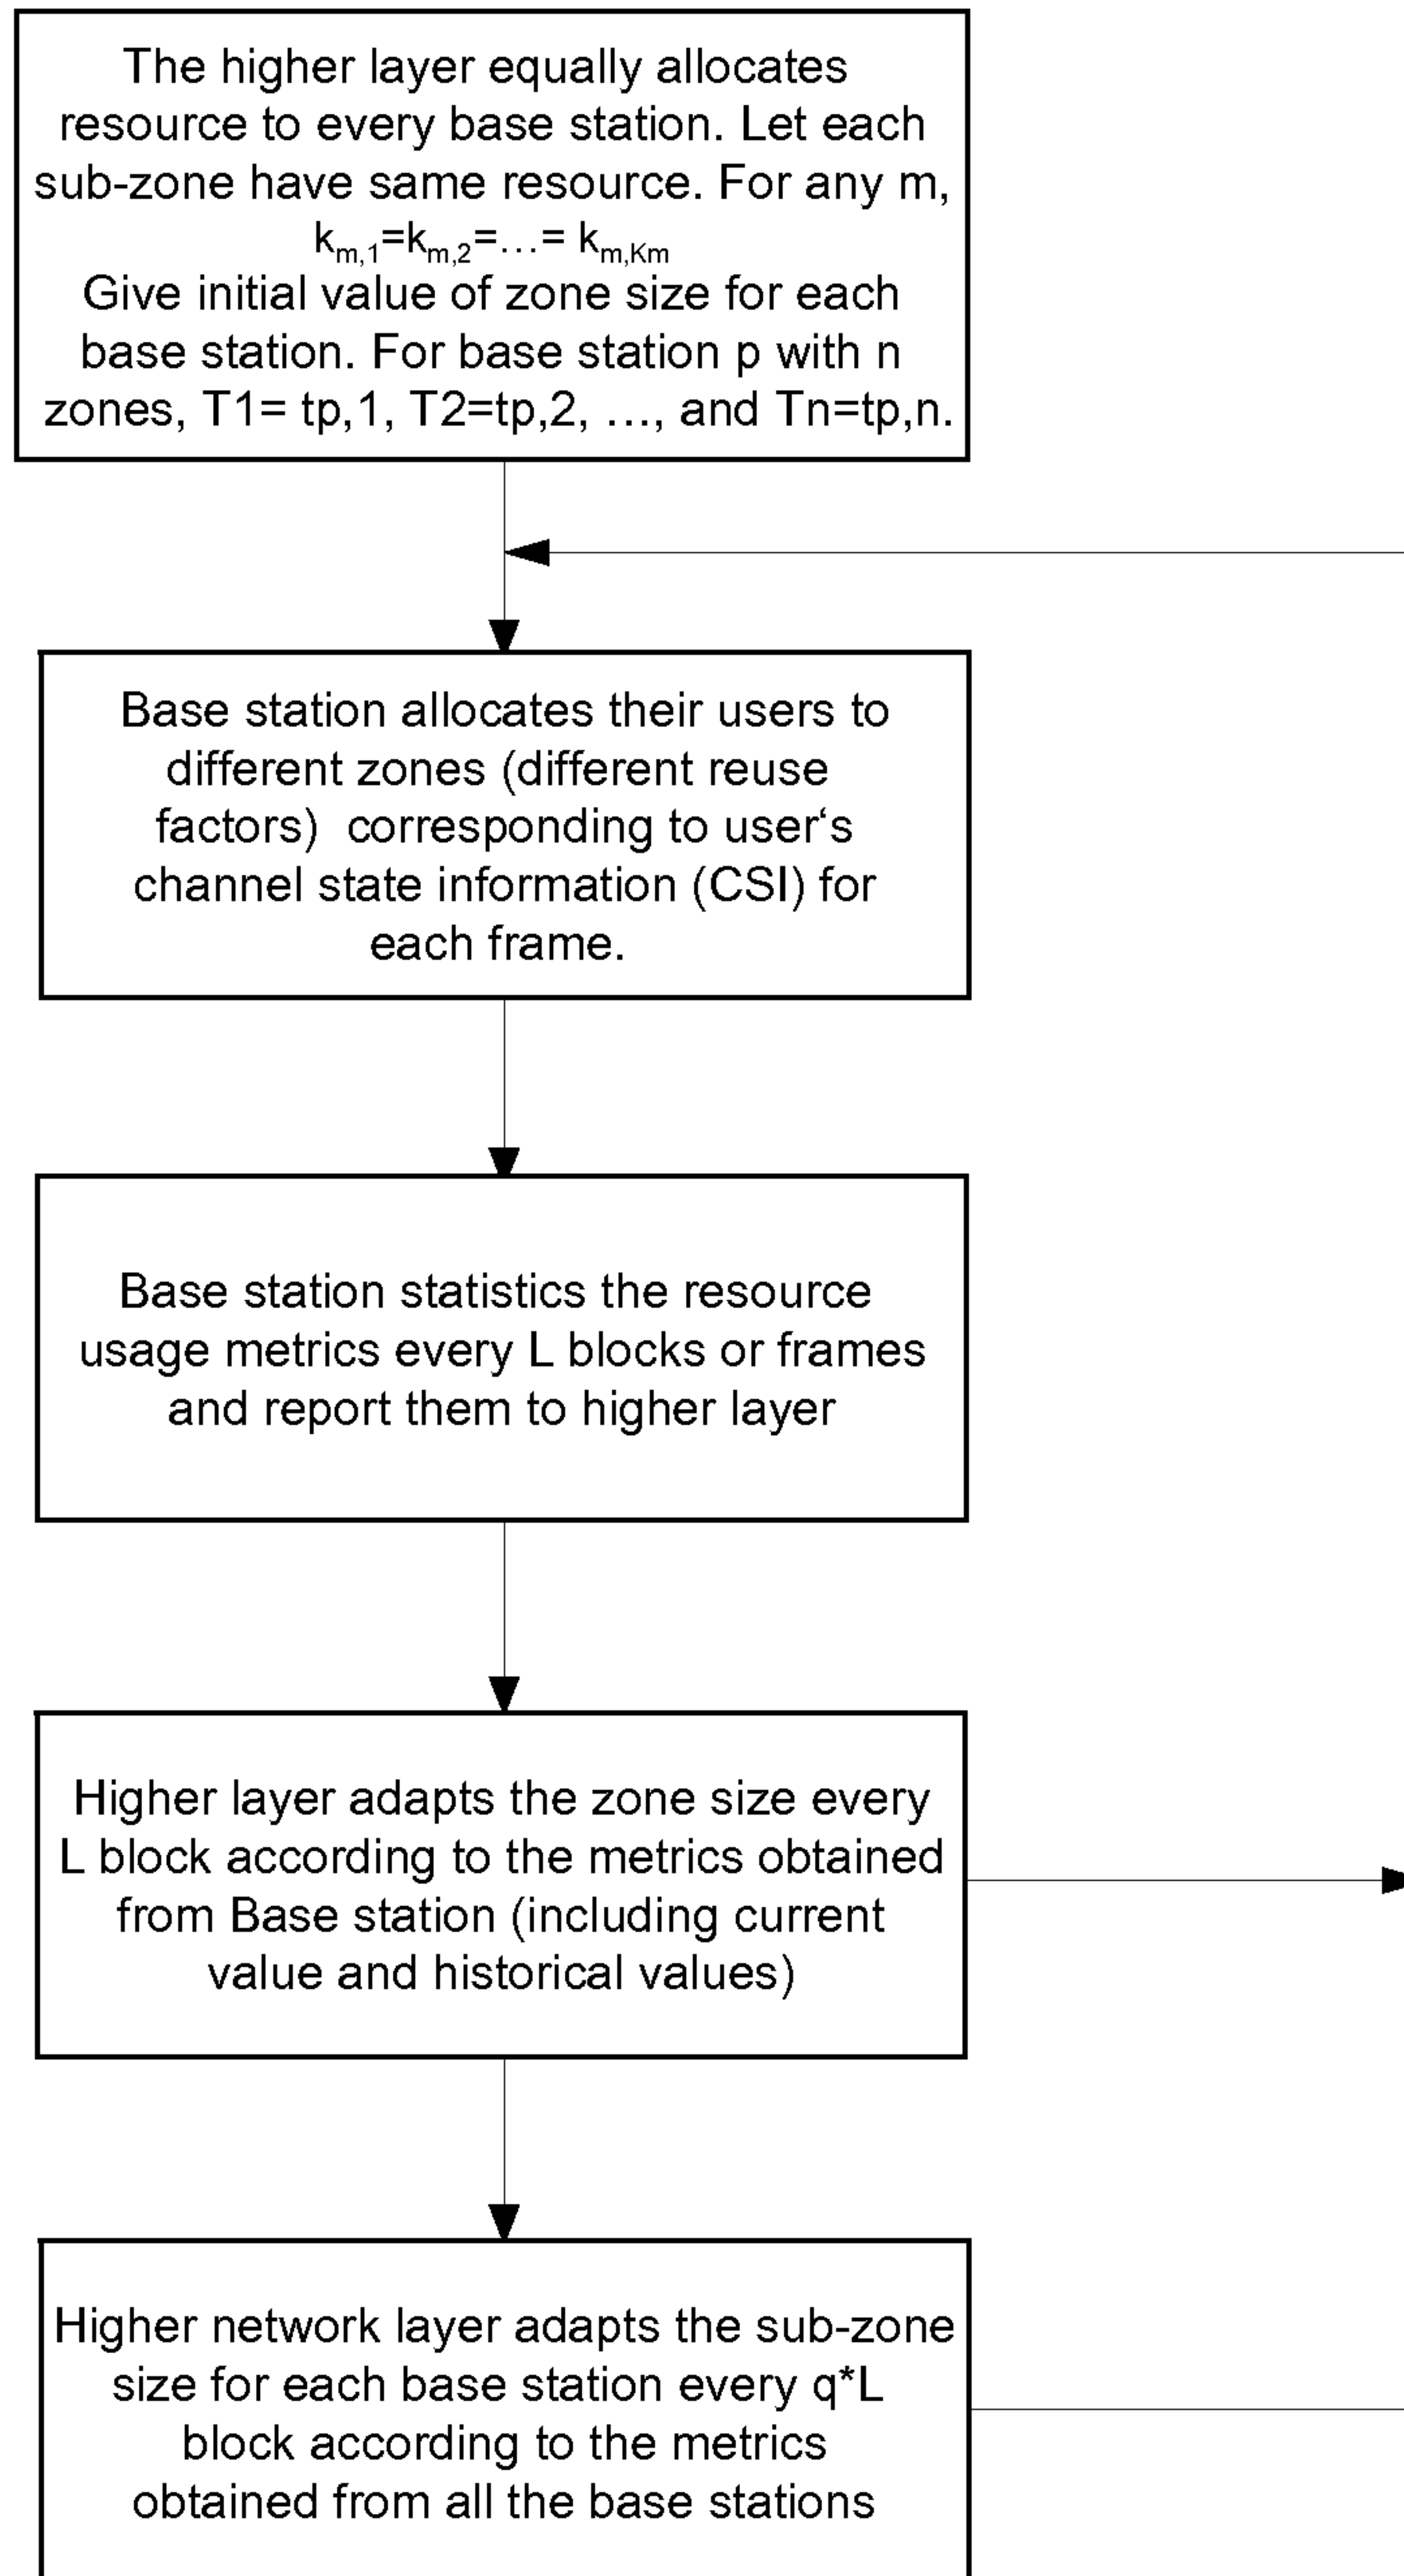 The higher layer equally allocates
resource to every base station. Let each
sub-zone have same resource. For any m,
km,1=km,2=…= km,Km
Give initial value of zone size for each
base station. For base station p with n
zones, T1= tp,1, T2=tp,2, …, and Tn=tp,n.
Base station allocates their users to
different zones (different reuse
factors) corresponding to user‘s
channel state information (CSI) for
each frame.
Base station statistics the resource
usage metrics every L blocks or frames
and report them to higher layer
Higher layer adapts the zone size every
L block according to the metrics obtained
from Base station (including current
value and historical values)
Higher network layer adapts the sub-zone
size for each base station every q*L
block according to the metrics
obtained from all the base stations